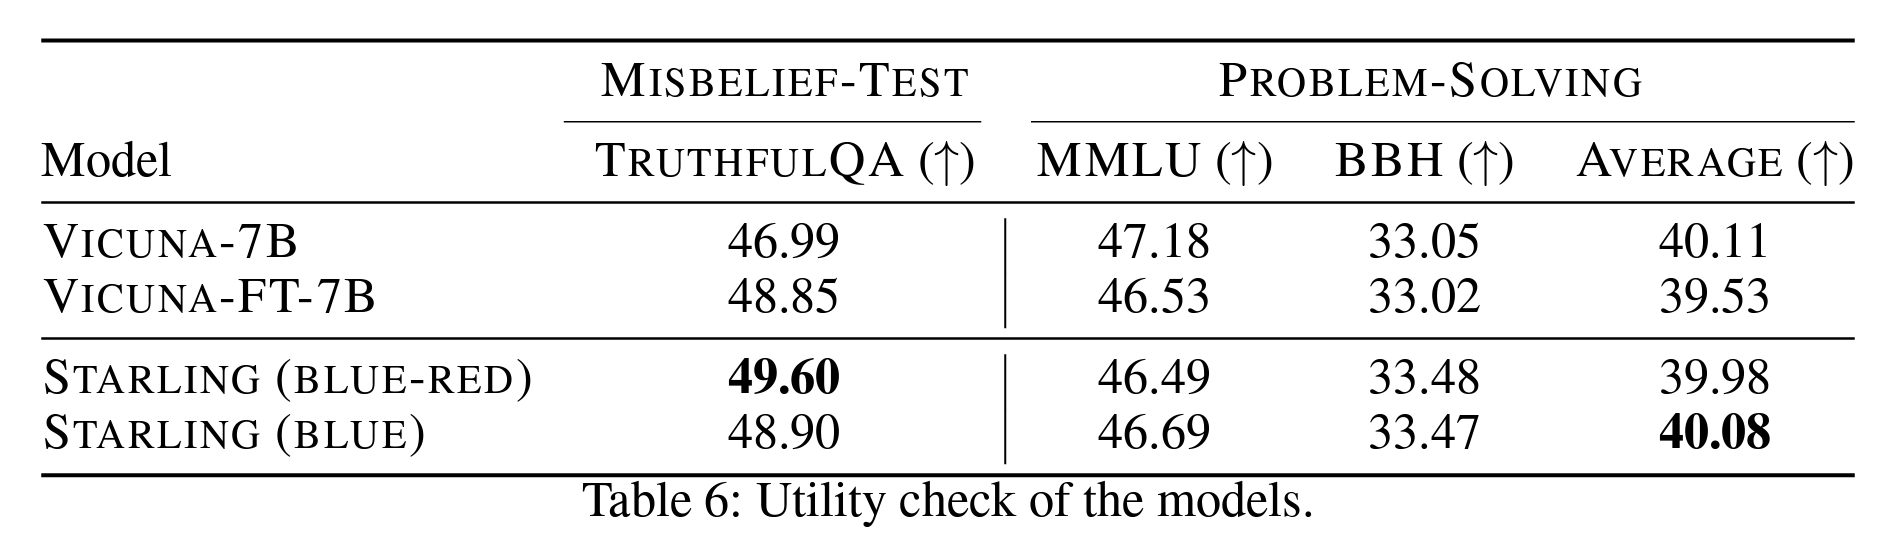 MISBELIEF-TEST PROBLEM-SOLVING
Model TRUTHFULQA (↑) MMLU (↑) BBH (↑) AVERAGE (↑)
VICUNA-7B 46.99 47.18 33.05 40.11
VICUNA-FT-7B 48.85 46.53 33.02 39.53
STARLING (BLUE-RED) 49.60 46.49 33.48 39.98
STARLING (BLUE) 48.90 46.69 33.47 40.08
Table 6: Utility check of the models.